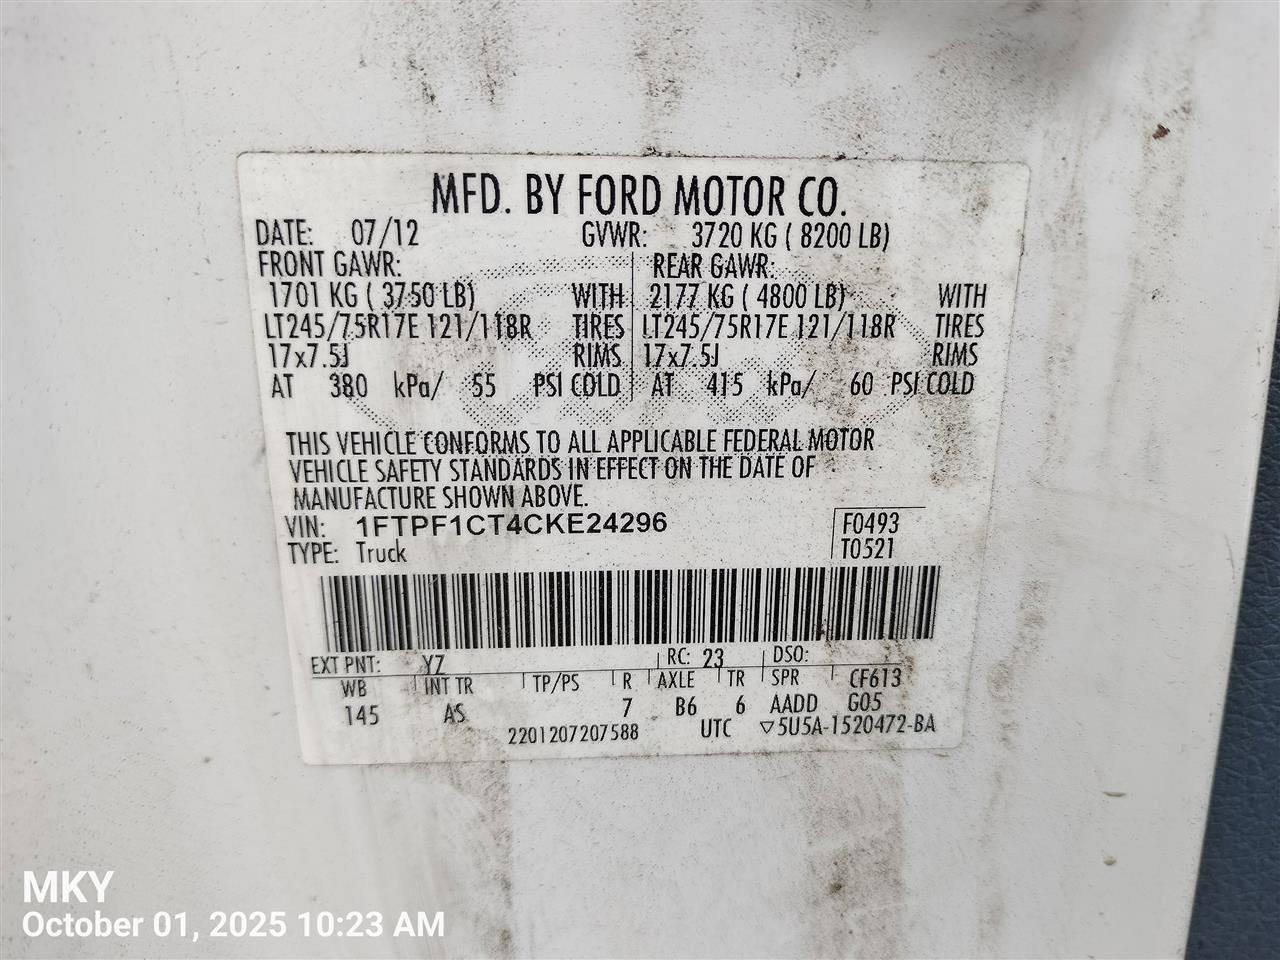 MFD. BY FORD MOTOR CO.
DATE: 07/12 GVWR: 3720 KG ( 8200 LB)
FRONT GAWR: REAR GAWR:
1701 KG ( 3750 LB) WITH 2177 KG ( 4800 LB) WITH
LT245/75R17E 121/118R TIRES LT245/75R17E 121/118R TIRES
17x7.5J RIMS 17x7.5J RIMS
AT 380 kPa/ 55 PSI COLD AT 415 kPa/ 60 PSI COLD
THIS VEHICLE CONFORMS TO ALL APPLICABLE FEDERAL MOTOR
VEHICLE SAFETY STANDARDS IN EFFECT ON THE DATE OF
MANUFACTURE SHOWN ABOVE.
VIN: 1FTPF1CT4CKE24296 F0493
TYPE: Truck T0521
EXT PNT: YZ RC: 23 DSO:
WB INT TR TP/PS R AXLE TR SPR CF613
145 AS 7 B6 6 AADD G05
2201207207588 UTC ▽5U5A-1520472-BA
MKY
October 01, 2025 10:23 AM